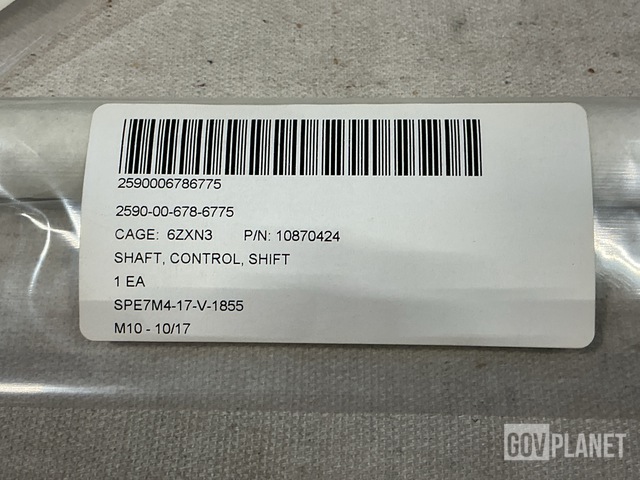 2590006786775
2590-00-678-6775
CAGE: 6ZXN3 P/N: 10870424
SHAFT, CONTROL, SHIFT
1 EA
SPE7M4-17-V-1855
M10 - 10/17
GOVPLANET